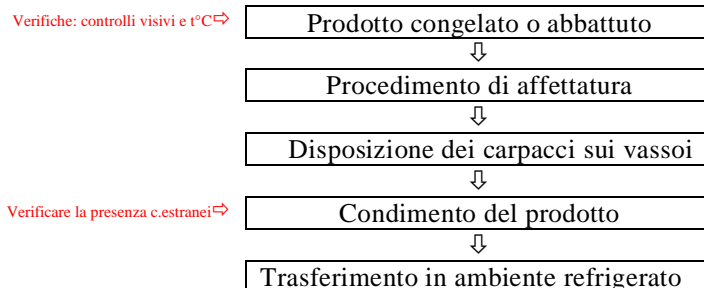 Verifiche: controlli visivi e t°C⇨ Prodotto congelato o abbattuto
⇩
Procedimento di affettatura
⇩
Disposizione dei carpacci sui vassoi
⇩
Verificare la presenza c.estranei⇨ Condimento del prodotto
⇩
Trasferimento in ambiente refrigerato